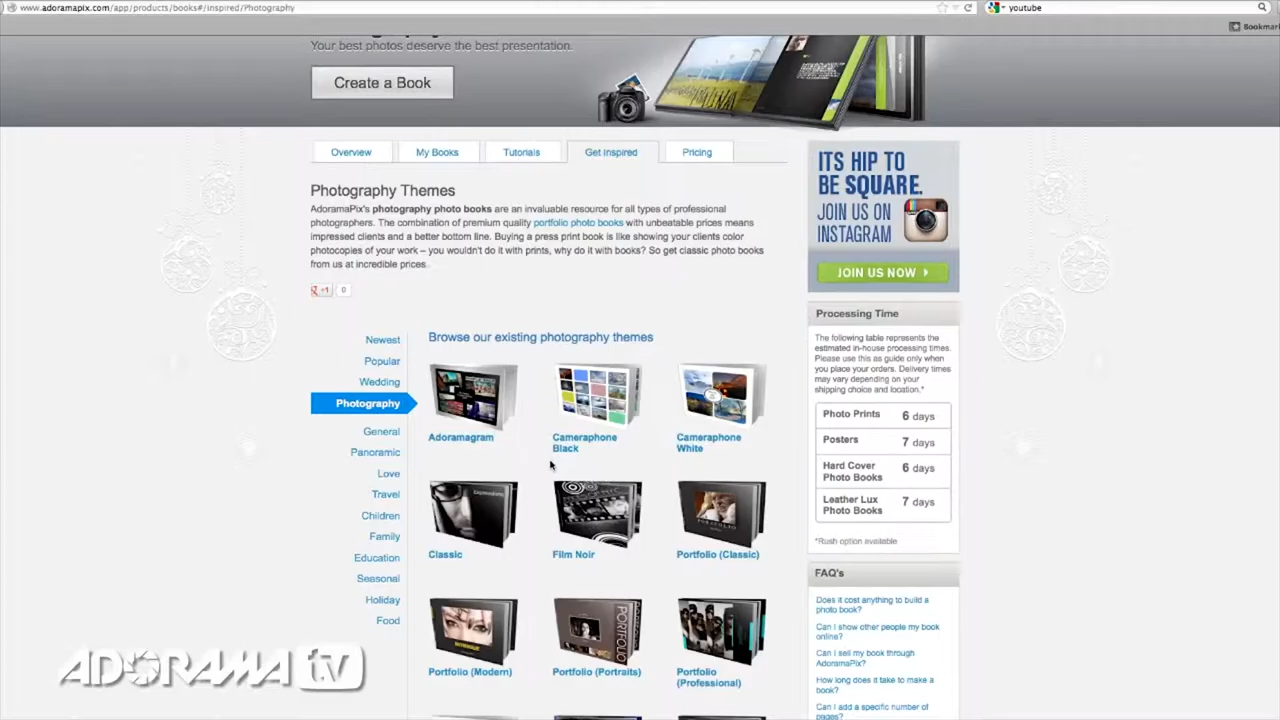 www.adoramapix.com/app/products/books#/inspired/Photography
youtube
Bookmar
Your best photos deserve the best presentation.
Create a Book
Overview
My Books
Tutorials
Get Inspired
Pricing
Photography Themes
AdoramaPix's photography photo books are an invaluable resource for all types of professional
photographers. The combination of premium quality portfolio photo books with unbeatable prices means
impressed clients and a better bottom line. Buying a press print book is like showing your clients color
photocopies of your work – you wouldn't do it with prints, why do it with books? So get classic photo books
from us at incredible prices.
+1
0
Newest
Popular
Wedding
Photography
General
Panoramic
Love
Travel
Children
Family
Education
Seasonal
Holiday
Food
Browse our existing photography themes
Adoramagram
Cameraphone
Black
Cameraphone
White
Expressions
PORTFOLIO
Classic
Film Noir
Portfolio (Classic)
PORTFOLIO
Portfolio (Modern)
Portfolio (Portraits)
Portfolio
(Professional)
ITS HIP TO
BE SQUARE.
JOIN US ON
INSTAGRAM
JOIN US NOW
Processing Time
The following table represents the
estimated in-house processing times.
Please use this as guide only when
you place your orders. Delivery times
may vary depending on your
shipping choice and location.*
Photo Prints 6 days
Posters 7 days
Hard Cover
Photo Books 6 days
Leather Lux
Photo Books 7 days
*Rush option available
FAQ's
Does it cost anything to build a
photo book?
Can I show other people my book
online?
Can I sell my book through
AdoramaPix?
How long does it take to make a
book?
Can I add a specific number of
pages?
ADORAMA tv